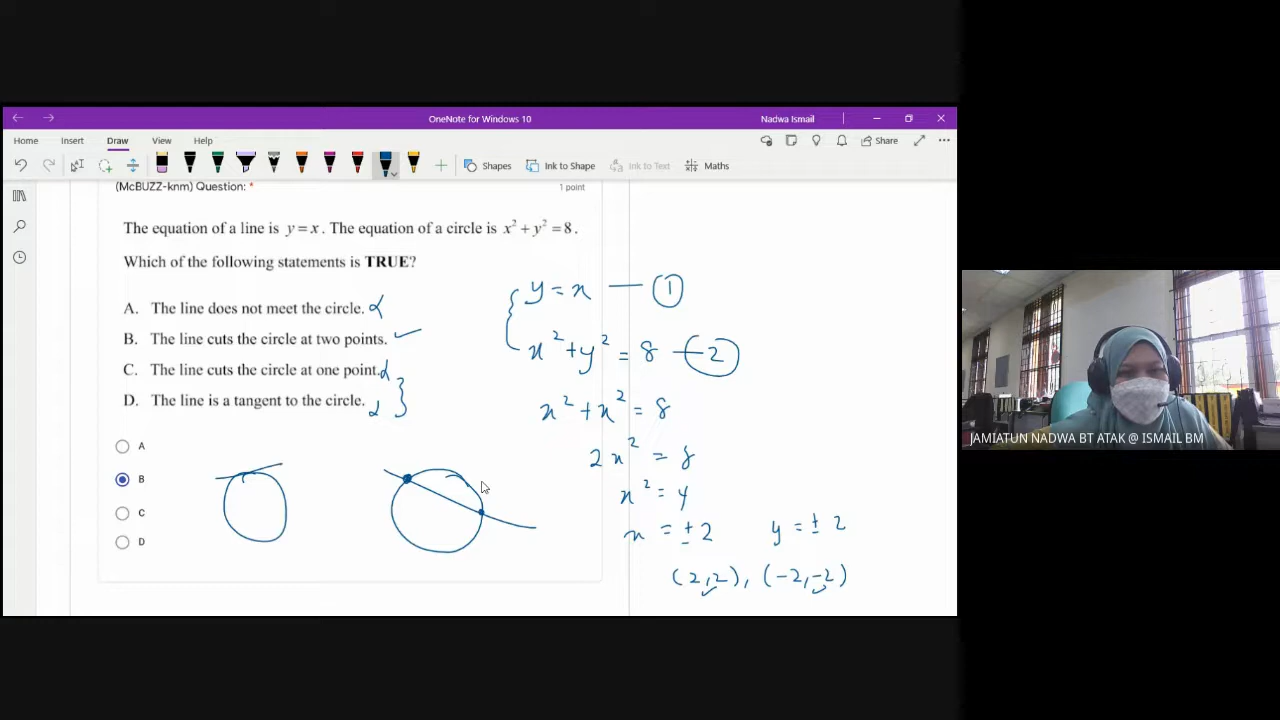 OneNote for Windows 10
Nadwa Ismail
Home Insert Draw View Help
Share
Shapes Ink to Shape Ink to Text Maths
(McBUZZ-knm) Question: *
1 point
The equation of a line is y = x. The equation of a circle is x² + y² = 8.
Which of the following statements is TRUE?
A. The line does not meet the circle.
B. The line cuts the circle at two points.
C. The line cuts the circle at one point.
D. The line is a tangent to the circle.
A
B
C
D
y = x — ①
x² + y² = 8 — ②
x² + x² = 8
2x² = 8
x² = 4
x = ± 2 y = ± 2
(2,2), (-2,-2)
JAMIATUN NADWA BT ATAK @ ISMAIL BM